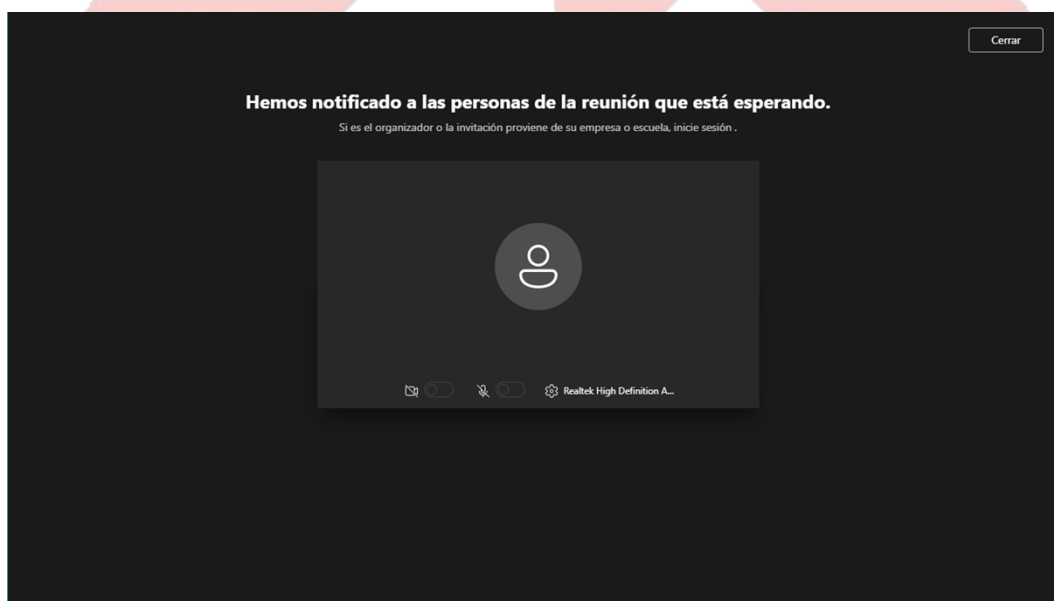 Cerrar
Hemos notificado a las personas de la reunión que está esperando.
Si es el organizador o la invitación proviene de su empresa o escuela, inicie sesión .
Realtek High Definition A...